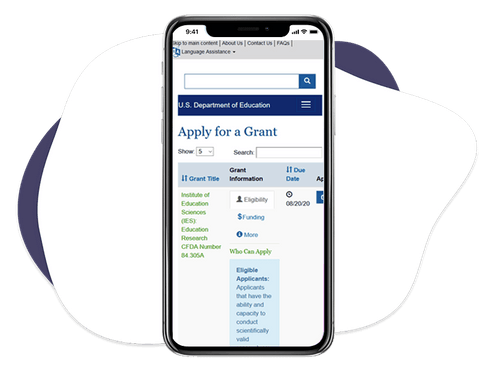 9:41
Skip to main content | About Us | Contact Us | FAQs |
Language Assistance
U.S. Department of Education
Apply for a Grant
Show: 5 Search:
Grant Title Grant Information Due Date
Institute of
Education
Sciences
(IES):
Education
Research
CFDA Number
84.305A
Eligibility
$Funding
More
08/20/20
Who Can Apply
Eligible
Applicants:
Applicants
that have the
ability and
capacity to
conduct
scientifically
valid